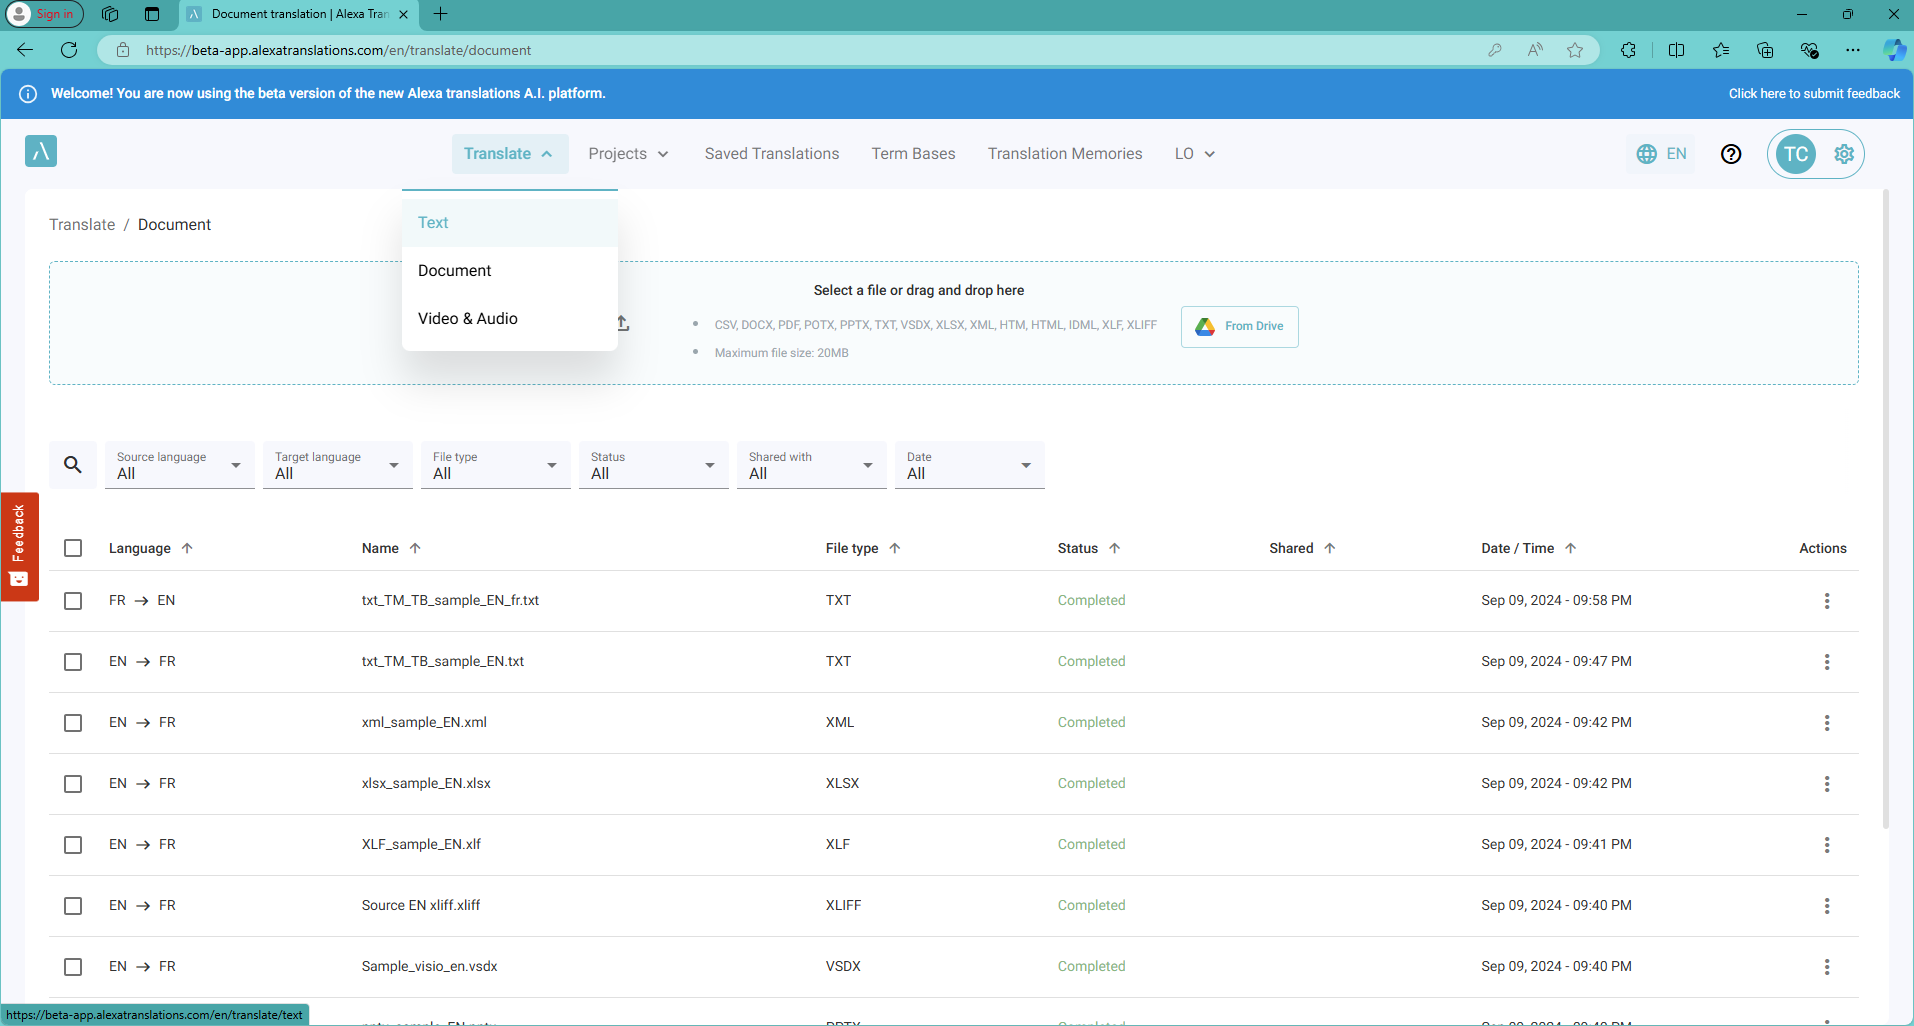 Sign in
Document translation | Alexa Tran
https://beta-app.alexatranslations.com/en/translate/document
Welcome! You are now using the beta version of the new Alexa translations A.I. platform.
Click here to submit feedback
Translate
Projects
Saved Translations
Term Bases
Translation Memories
LO
EN
TC
Translate / Document
Text
Document
Video & Audio
Select a file or drag and drop here
CSV, DOCX, PDF, POTX, PPTX, TXT, VSDX, XLSX, XML, HTM, HTML, IDML, XLF, XLIFF
Maximum file size: 20MB
From Drive
Source language
All
Target language
All
File type
All
Status
All
Shared with
All
Date
All
Feedback
Language Name File type Status Shared Date / Time Actions
FR → EN txt_TM_TB_sample_EN_fr.txt TXT Completed Sep 09, 2024 - 09:58 PM
EN → FR txt_TM_TB_sample_EN.txt TXT Completed Sep 09, 2024 - 09:47 PM
EN → FR xml_sample_EN.xml XML Completed Sep 09, 2024 - 09:42 PM
EN → FR xlsx_sample_EN.xlsx XLSX Completed Sep 09, 2024 - 09:42 PM
EN → FR XLF_sample_EN.xlf XLF Completed Sep 09, 2024 - 09:41 PM
EN → FR Source EN xliff.xliff XLIFF Completed Sep 09, 2024 - 09:40 PM
EN → FR Sample_visio_en.vsdx VSDX Completed Sep 09, 2024 - 09:40 PM
https://beta-app.alexatranslations.com/en/translate/text